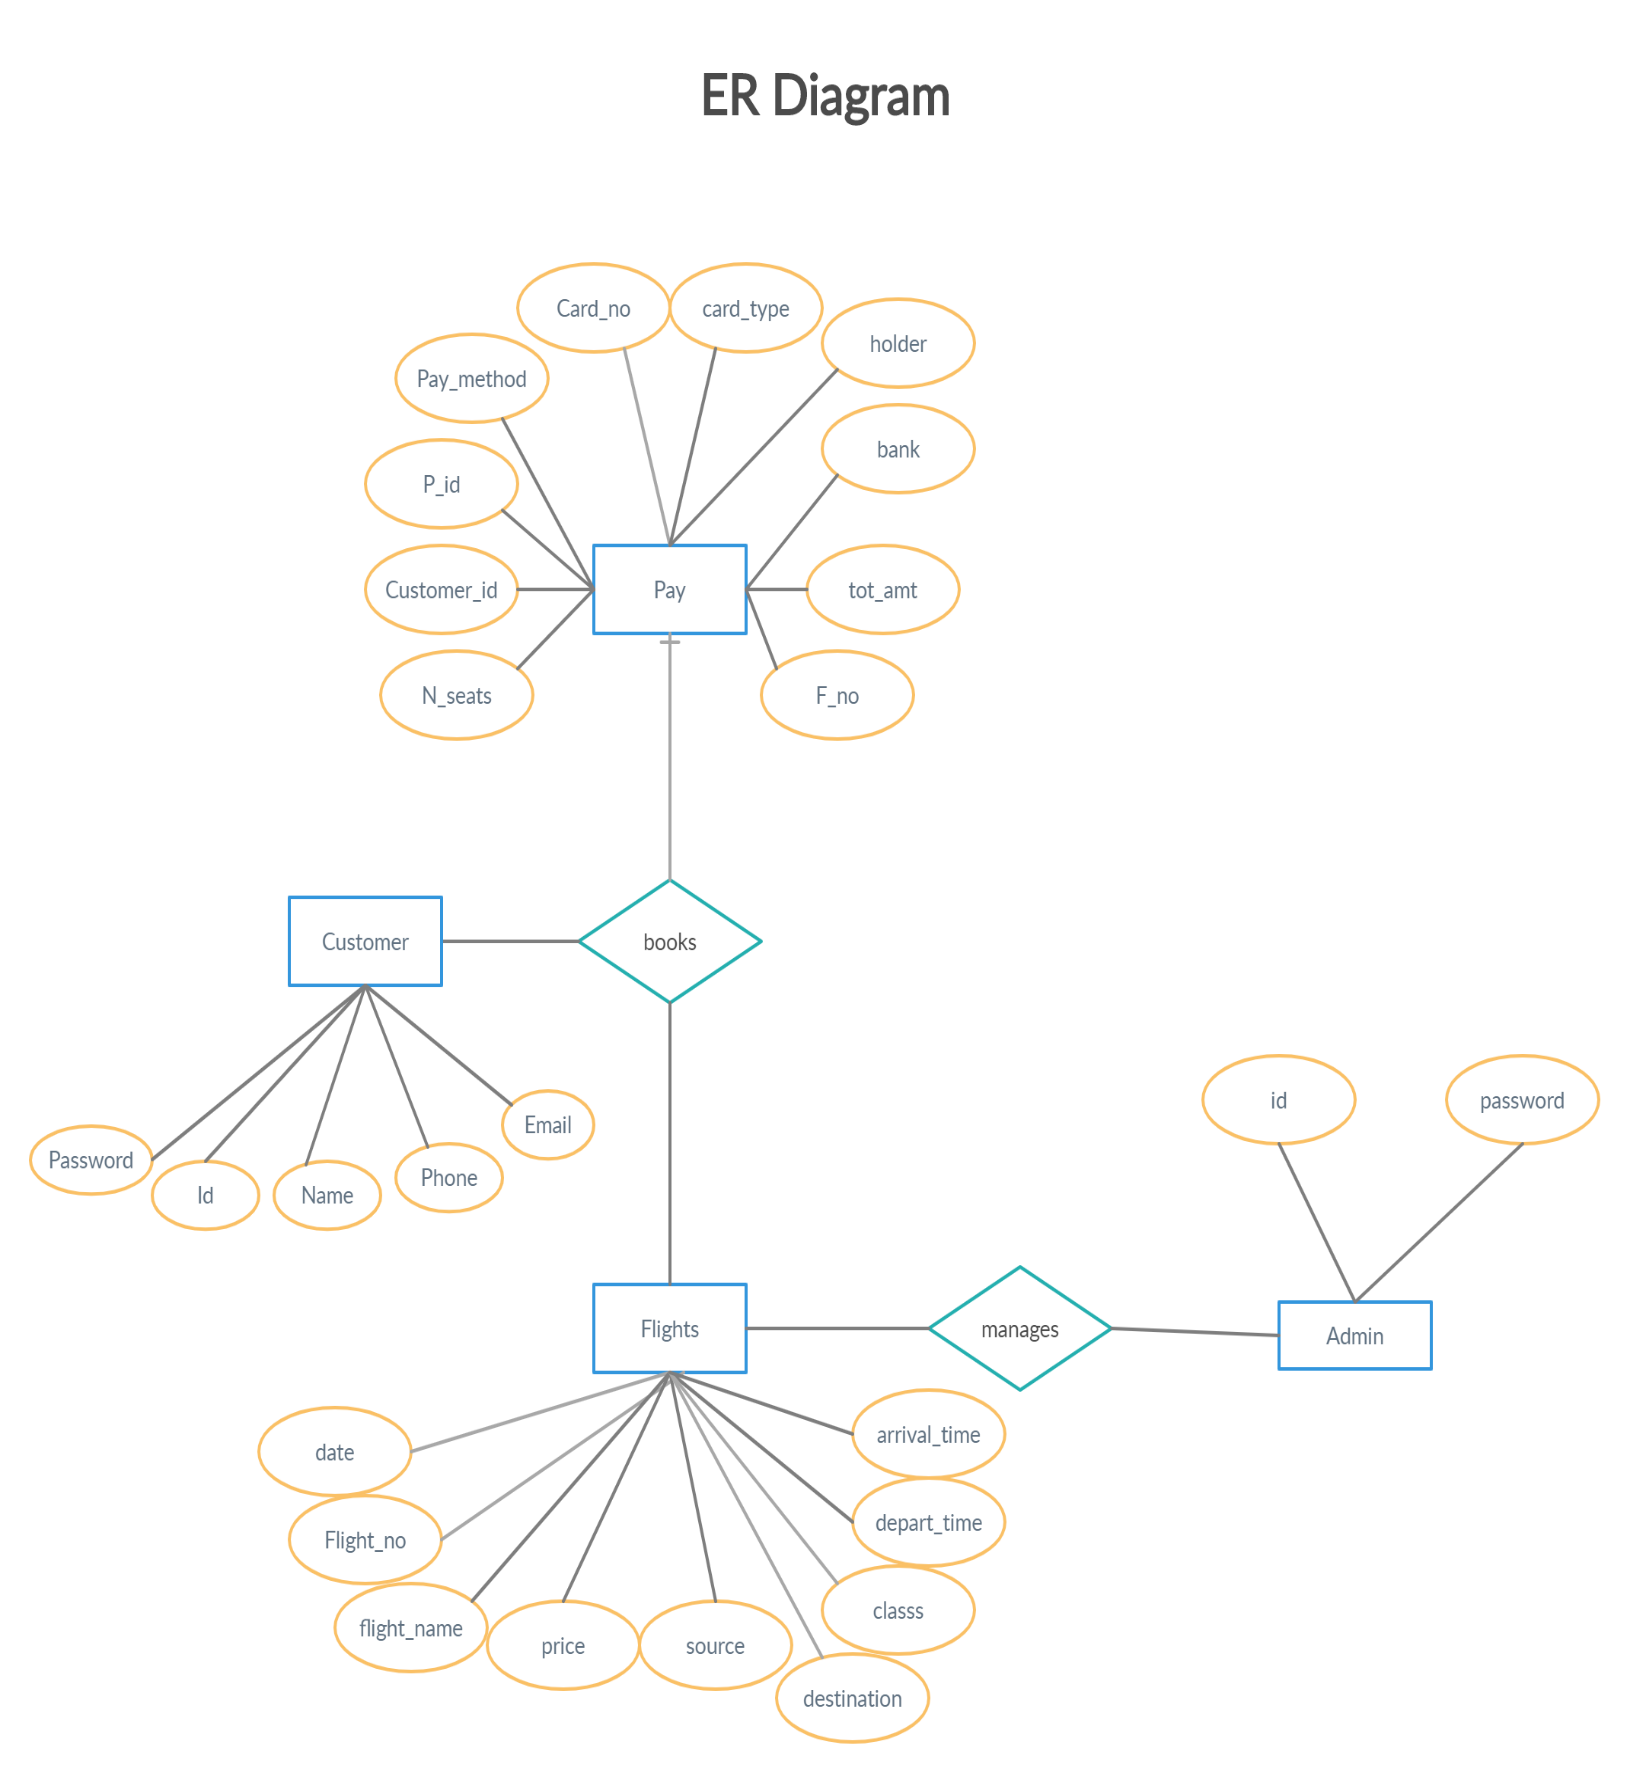 ER Diagram
Card_no
card_type
holder
Pay_method
bank
P_id
Customer_id
Pay
tot_amt
N_seats
F_no
Customer
books
id
password
Email
Password
Phone
Id
Name
Flights
manages
Admin
arrival_time
date
depart_time
Flight_no
classs
flight_name
price
source
destination